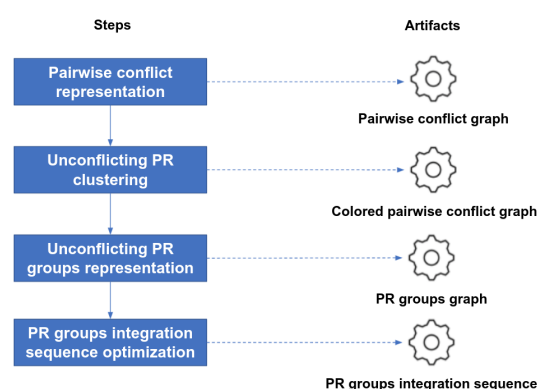 Steps
Artifacts
Pairwise conflict
representation
Pairwise conflict graph
Unconflicting PR
clustering
Colored pairwise conflict graph
Unconflicting PR
groups representation
PR groups graph
PR groups integration
sequence optimization
PR groups integration sequence